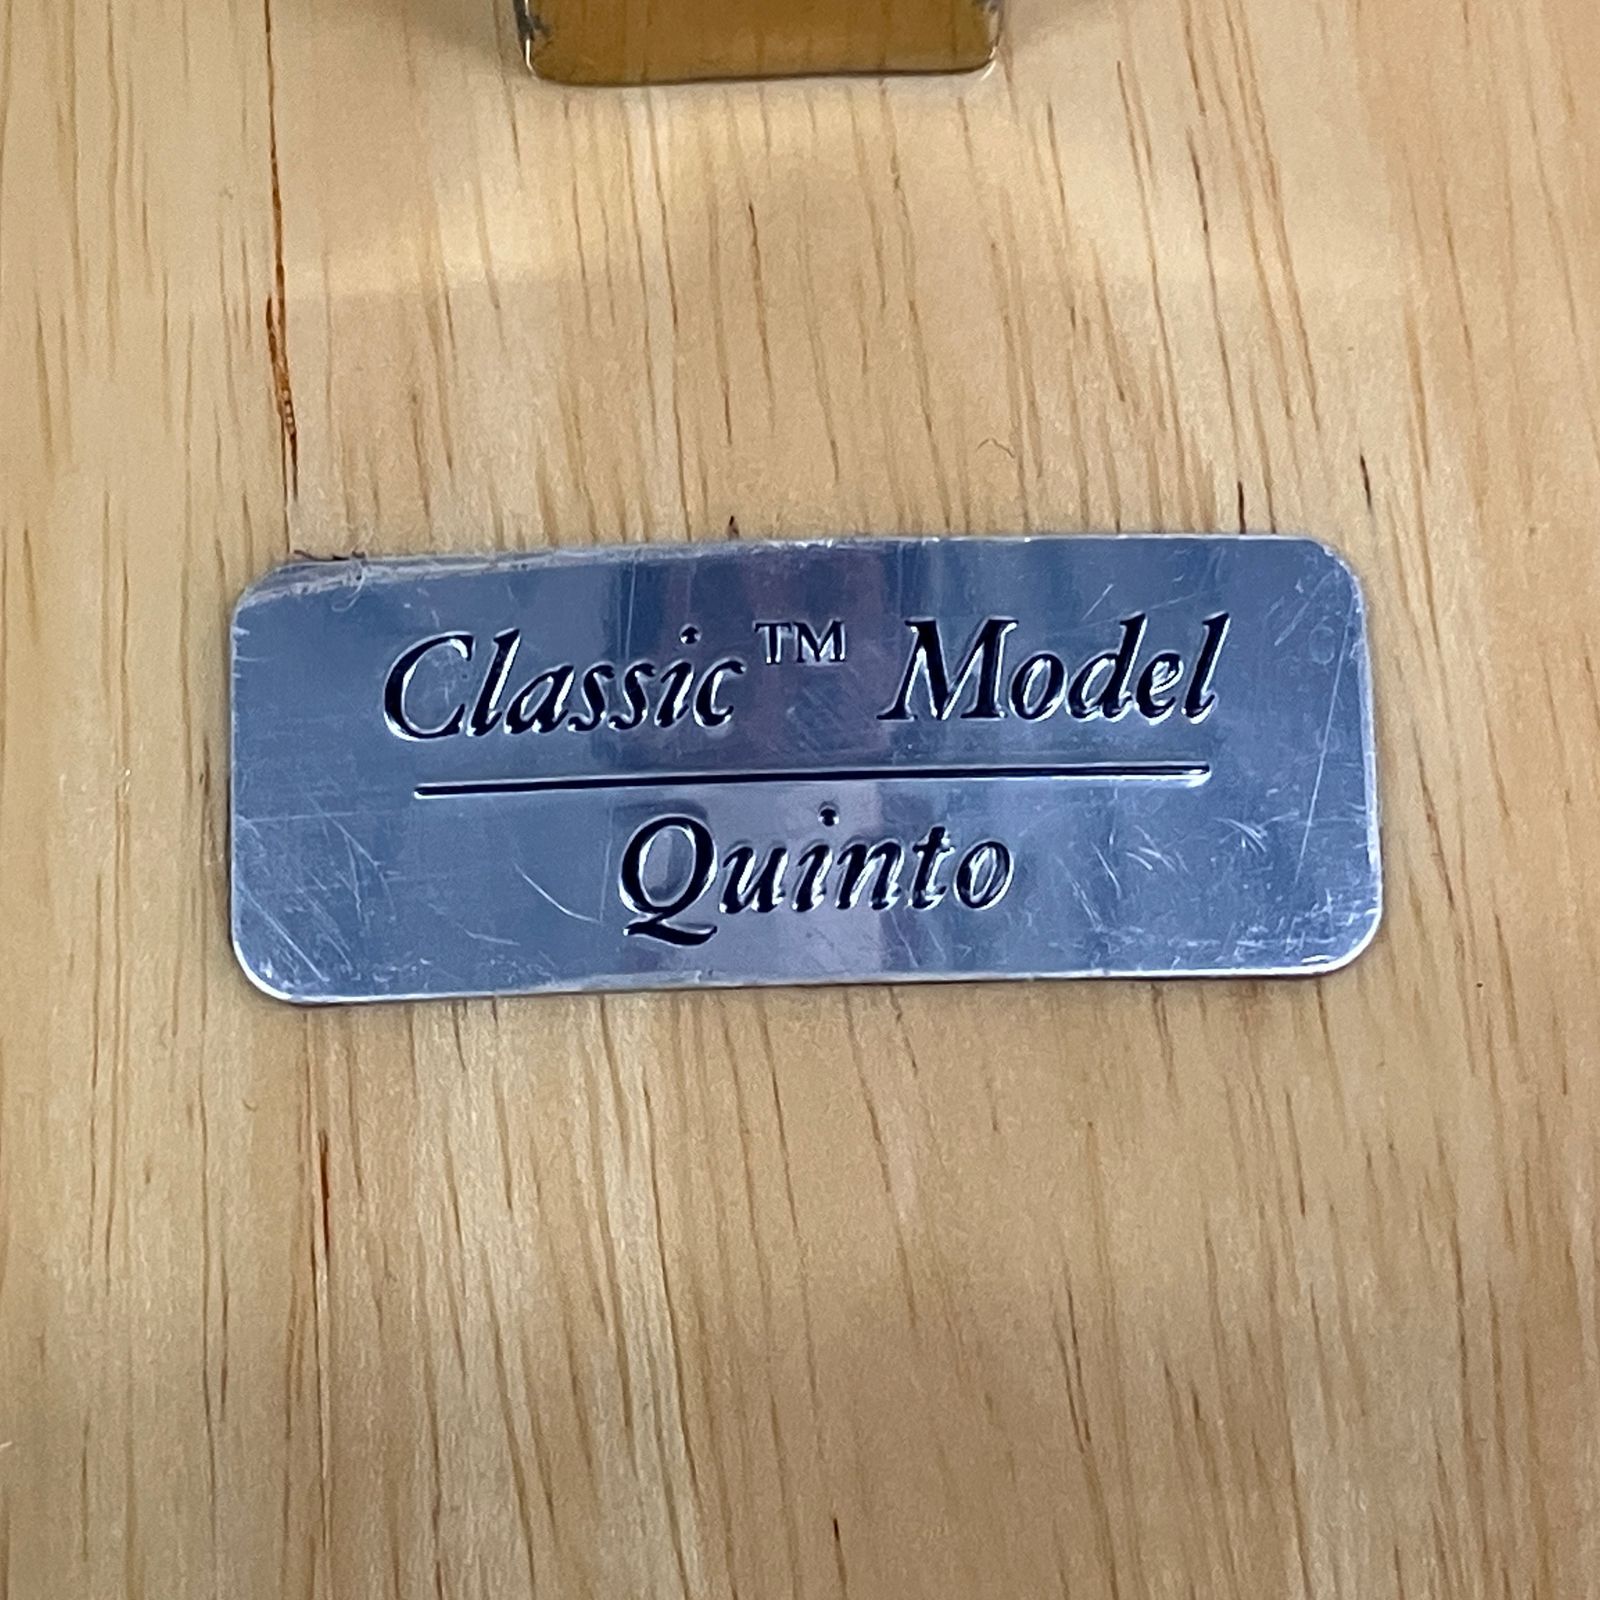 Classic™ Model
Quinto